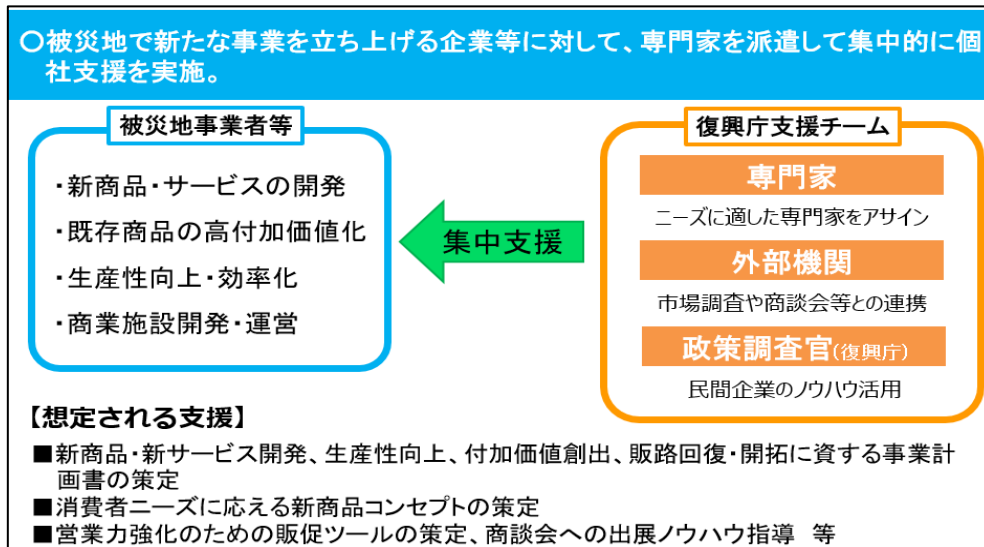 〇被災地で新たな事業を立ち上げる企業等に対して、専門家を派遣して集中的に個
社支援を実施。
被災地事業者等
・新商品・サービスの開発
・既存商品の高付加価値化
・生産性向上・効率化
・商業施設開発・運営
集中支援
復興庁支援チーム
専門家
ニーズに適した専門家をアサイン
外部機関
市場調査や商談会等との連携
政策調査官(復興庁)
民間企業のノウハウ活用
【想定される支援】
■新商品・新サービス開発、生産性向上、付加価値創出、販路回復・開拓に資する事業計
画書の策定
■消費者ニーズに応える新商品コンセプトの策定
■営業力強化のための販促ツールの策定、商談会への出展ノウハウ指導　等